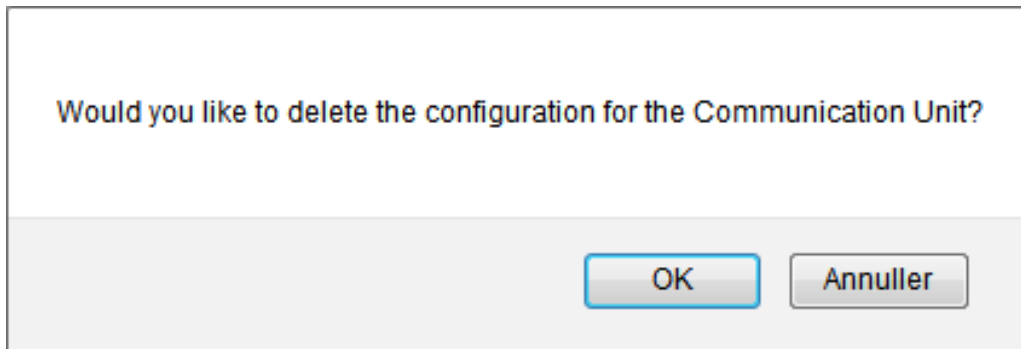 Would you like to delete the configuration for the Communication Unit?
OK
Annuller